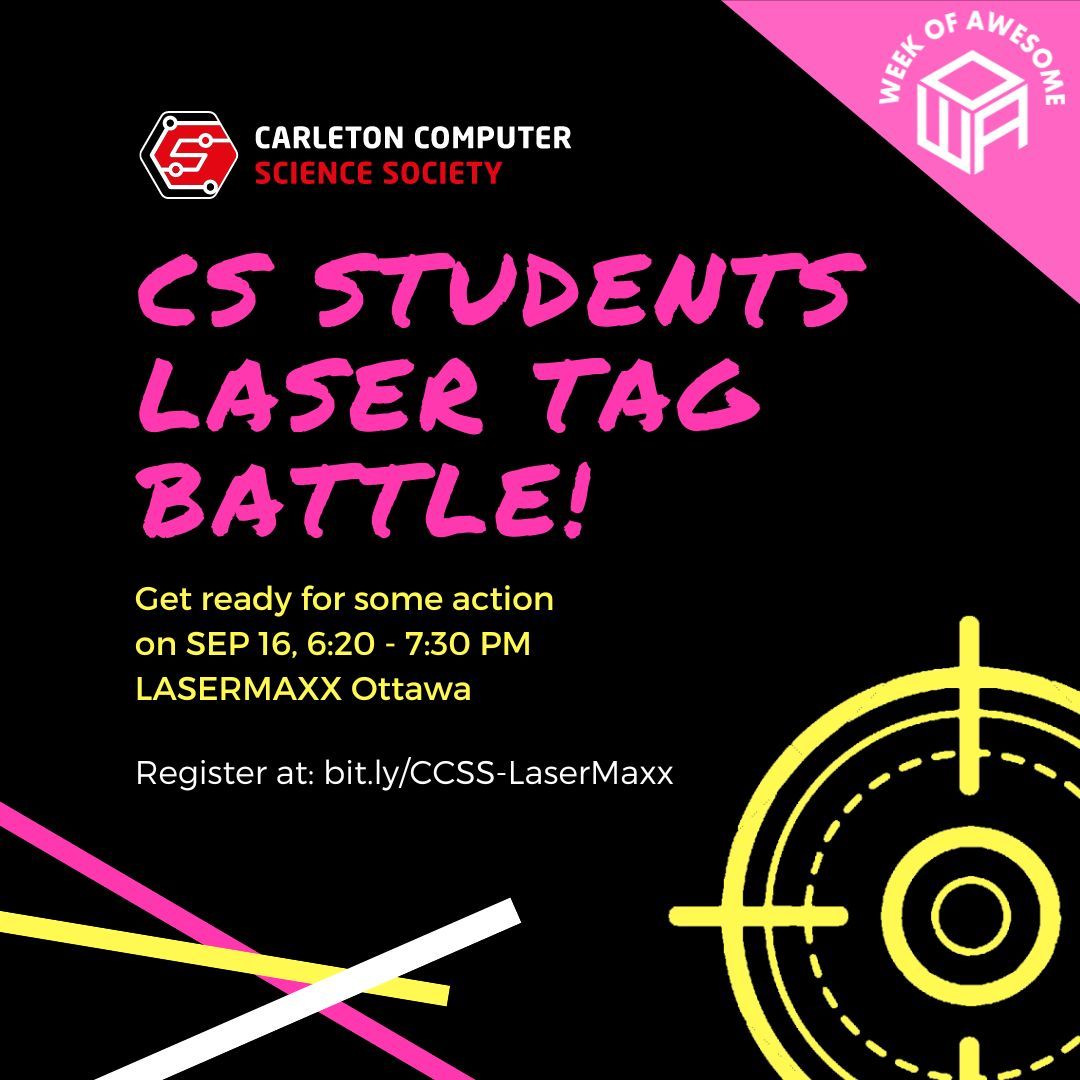 WEEK OF AWESOME
WOA
CARLETON COMPUTER
SCIENCE SOCIETY
CS STUDENTS
LASER TAG
BATTLE!
Get ready for some action
on SEP 16, 6:20 - 7:30 PM
LASERMAXX Ottawa
Register at: bit.ly/CCSS-LaserMaxx